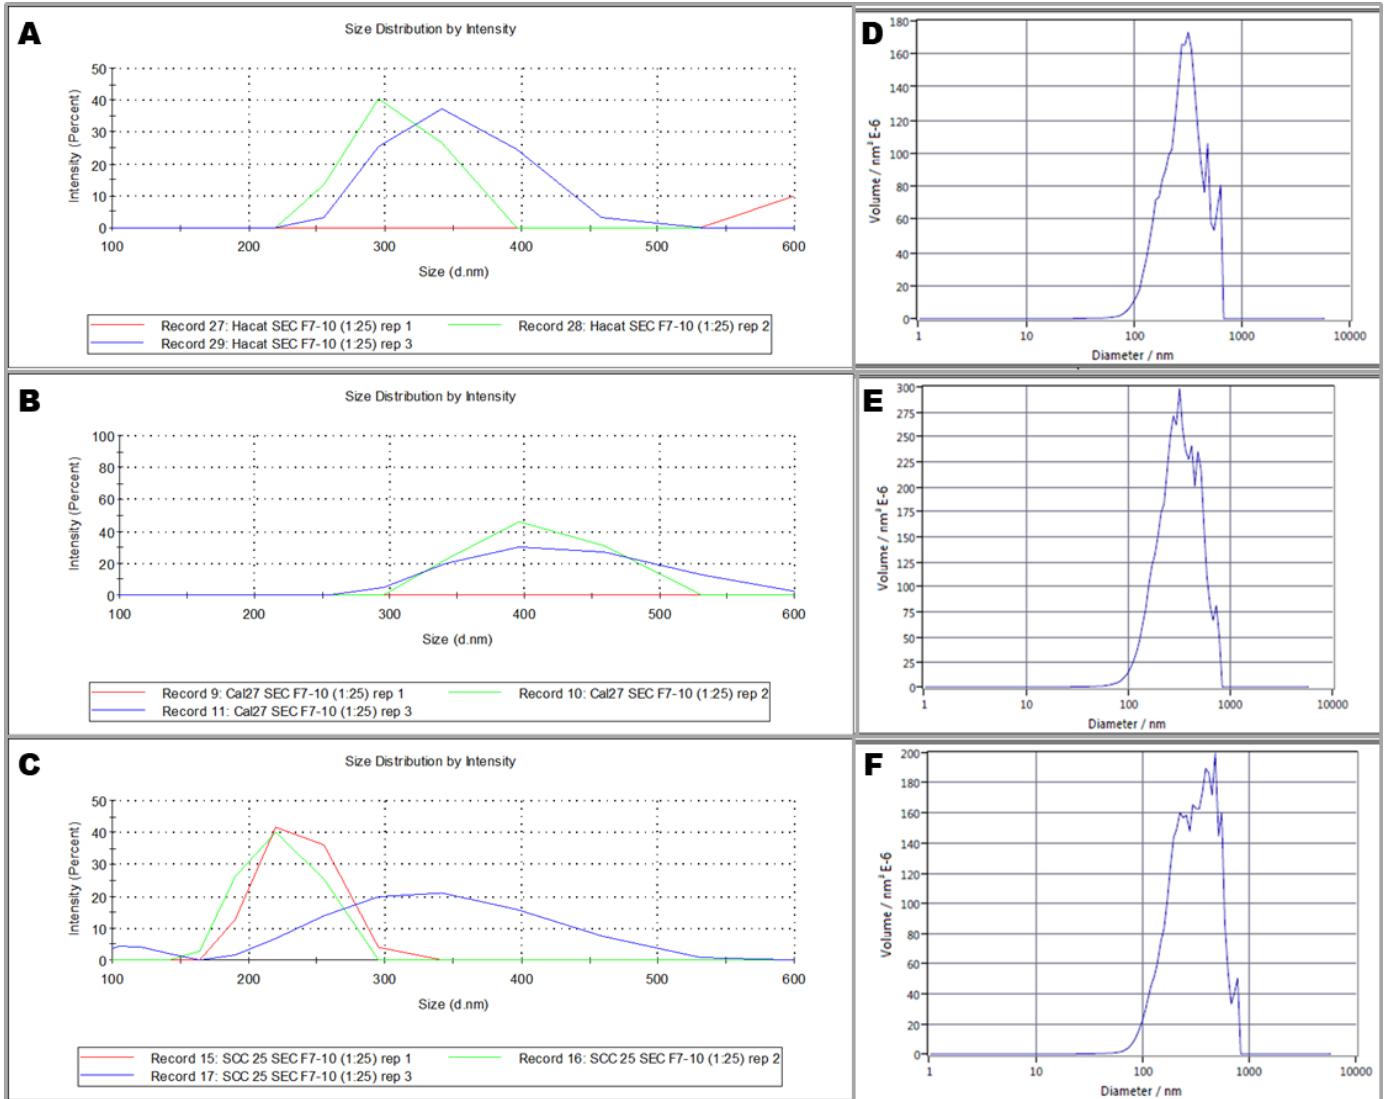 A
Size Distribution by Intensity
Intensity (Percent)
50
40
30
20
10
0
100 200 300 400 500 600
Size (d.nm)
Record 27: Hacat SEC F7-10 (1:25) rep 1 Record 28: Hacat SEC F7-10 (1:25) rep 2
Record 29: Hacat SEC F7-10 (1:25) rep 3
D
Volume / nm³ E-6
180
160
140
120
100
80
60
40
20
0
1 10 100 1000 10000
Diameter / nm
B
Size Distribution by Intensity
Intensity (Percent)
100
80
60
40
20
0
100 200 300 400 500 600
Size (d.nm)
Record 9: Cal27 SEC F7-10 (1:25) rep 1 Record 10: Cal27 SEC F7-10 (1:25) rep 2
Record 11: Cal27 SEC F7-10 (1:25) rep 3
E
Volume / nm³ E-6
300
275
250
225
200
175
150
125
100
75
50
25
0
1 10 100 1000 10000
Diameter / nm
C
Size Distribution by Intensity
Intensity (Percent)
50
40
30
20
10
0
100 200 300 400 500 600
Size (d.nm)
Record 15: SCC 25 SEC F7-10 (1:25) rep 1 Record 16: SCC 25 SEC F7-10 (1:25) rep 2
Record 17: SCC 25 SEC F7-10 (1:25) rep 3
F
Volume / nm³ E-6
200
180
160
140
120
100
80
60
40
20
0
1 10 100 1000 10000
Diameter / nm